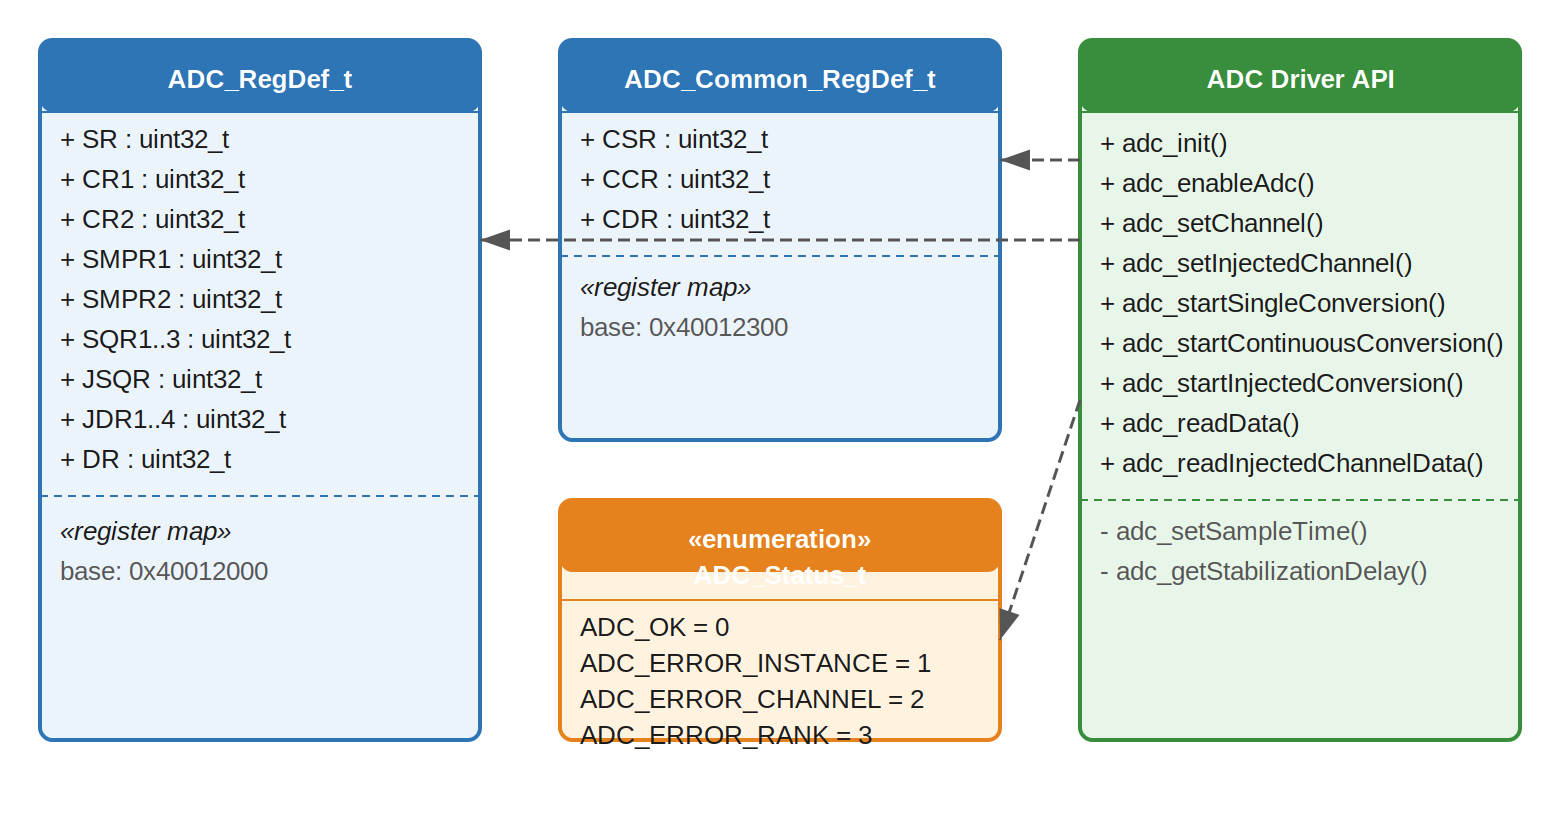 ADC_RegDef_t
+ SR : uint32_t
+ CR1 : uint32_t
+ CR2 : uint32_t
+ SMPR1 : uint32_t
+ SMPR2 : uint32_t
+ SQR1..3 : uint32_t
+ JSQR : uint32_t
+ JDR1..4 : uint32_t
+ DR : uint32_t
«register map»
base: 0x40012000
ADC_Common_RegDef_t
+ CSR : uint32_t
+ CCR : uint32_t
+ CDR : uint32_t
«register map»
base: 0x40012300
«enumeration»
ADC_Status_t
ADC_OK = 0
ADC_ERROR_INSTANCE = 1
ADC_ERROR_CHANNEL = 2
ADC_ERROR_RANK = 3
ADC Driver API
+ adc_init()
+ adc_enableAdc()
+ adc_setChannel()
+ adc_setInjectedChannel()
+ adc_startSingleConversion()
+ adc_startContinuousConversion()
+ adc_startInjectedConversion()
+ adc_readData()
+ adc_readInjectedChannelData()
- adc_setSampleTime()
- adc_getStabilizationDelay()